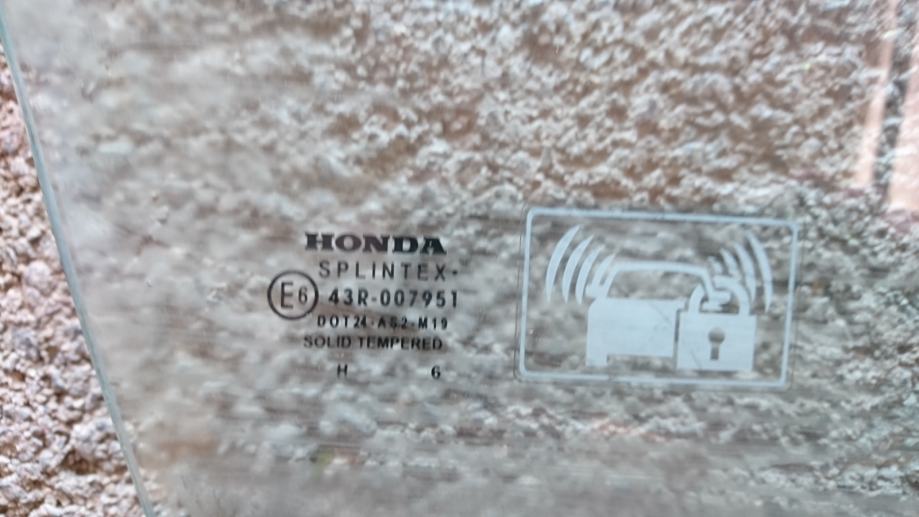 HONDA
SPLINTEX-
E6 43R-007951
DOT24-AS2-M19
SOLID TEMPERED
H 6